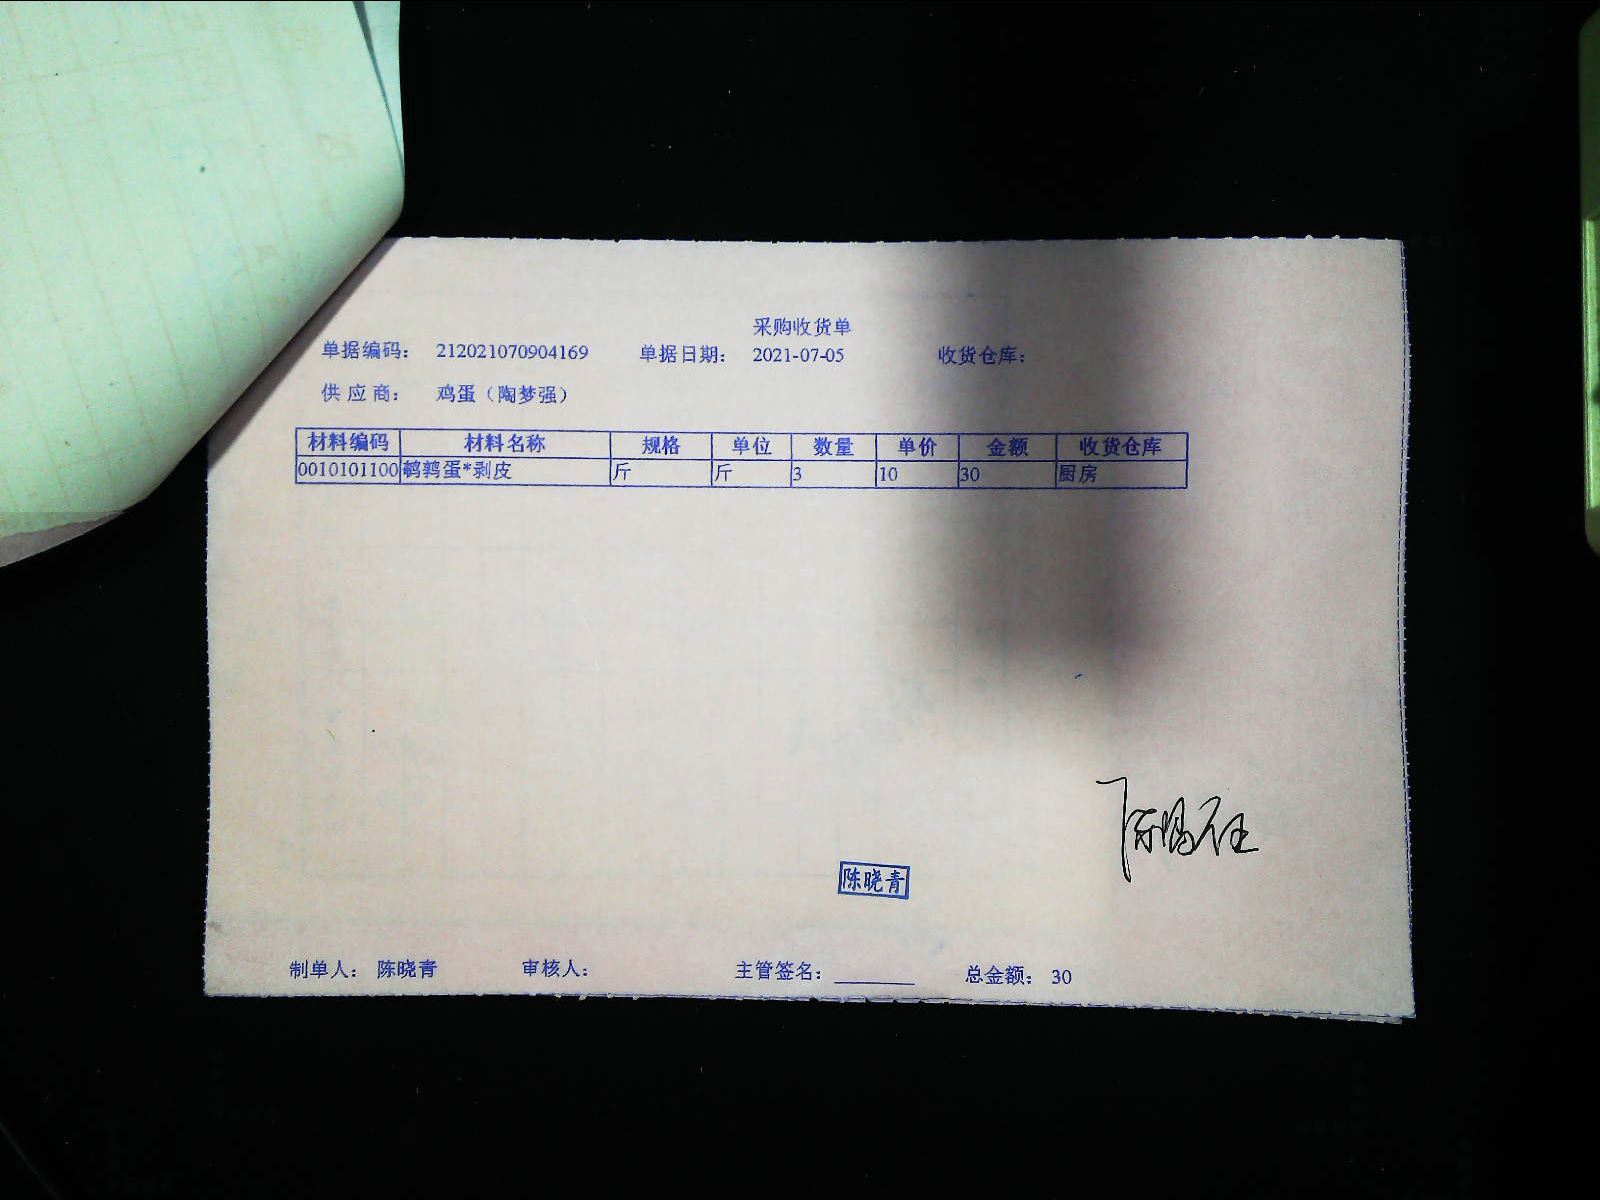 采购收货单
单据编码： 212021070904169 单据日期： 2021-07-05 收货仓库：
供 应 商： 鸡蛋（陶梦强）
材料编码 材料名称 规格 单位 数量 单价 金额 收货仓库
0010101100 鹌鹑蛋*剥皮 斤 斤 3 10 30 厨房
陈晓青
制单人： 陈晓青 审核人： 主管签名： 总金额： 30